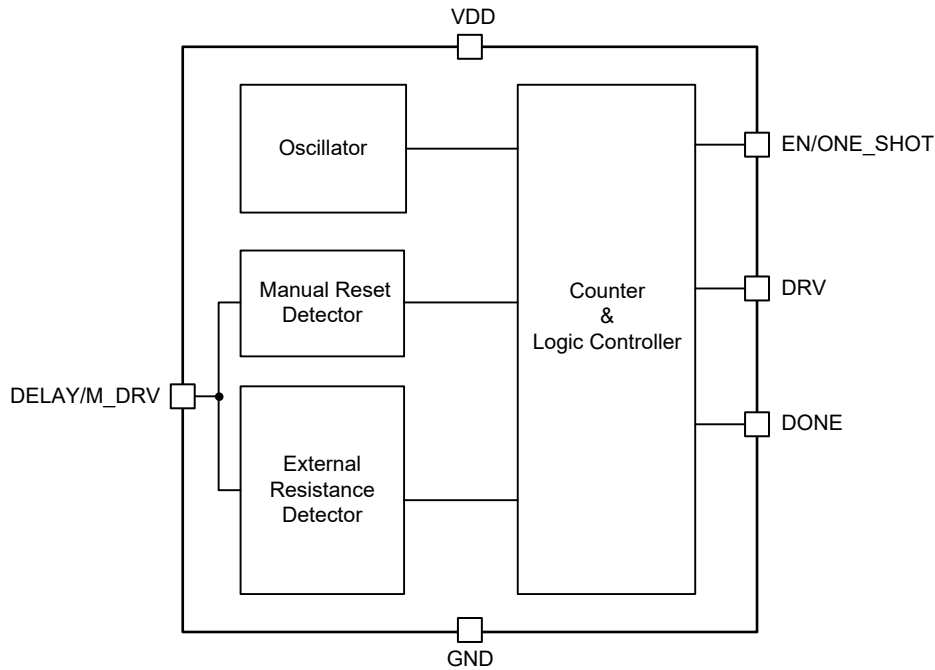 VDD
Oscillator
EN/ONE_SHOT
Manual Reset
Detector
Counter
&
Logic Controller
DRV
DELAY/M_DRV
DONE
External
Resistance
Detector
GND